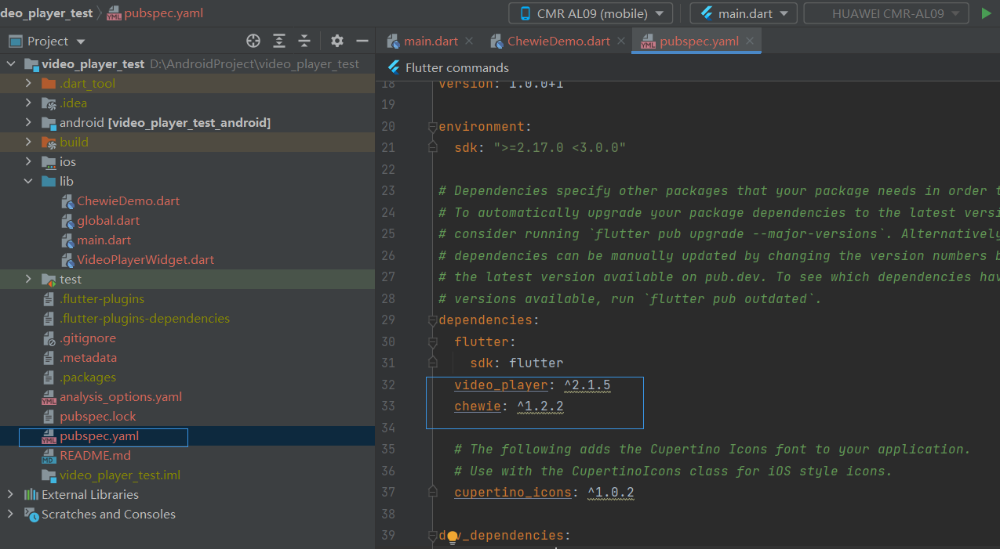 deo_player_test pubspec.yaml CMR AL09 (mobile) main.dart HUAWEI CMR-AL09
Project main.dart ChewieDemo.dart pubspec.yaml
Flutter commands
video_player_test D:\AndroidProject\video_player_test
.dart_tool
.idea
android [video_player_test_android]
build
ios
lib
ChewieDemo.dart
global.dart
main.dart
VideoPlayerWidget.dart
test
.flutter-plugins
.flutter-plugins-dependencies
.gitignore
.metadata
.packages
analysis_options.yaml
pubspec.lock
pubspec.yaml
README.md
video_player_test.iml
External Libraries
Scratches and Consoles
18 version: 1.0.0+1
19
20 environment:
21 sdk: ">=2.17.0 <3.0.0"
22
23 # Dependencies specify other packages that your package needs in order t
24 # To automatically upgrade your package dependencies to the latest versi
25 # consider running `flutter pub upgrade --major-versions`. Alternatively
26 # dependencies can be manually updated by changing the version numbers b
27 # the latest version available on pub.dev. To see which dependencies hav
28 # versions available, run `flutter pub outdated`.
29 dependencies:
30 flutter:
31 sdk: flutter
32 video_player: ^2.1.5
33 chewie: ^1.2.2
34
35 # The following adds the Cupertino Icons font to your application.
36 # Use with the CupertinoIcons class for iOS style icons.
37 cupertino_icons: ^1.0.2
38
39 dev_dependencies: